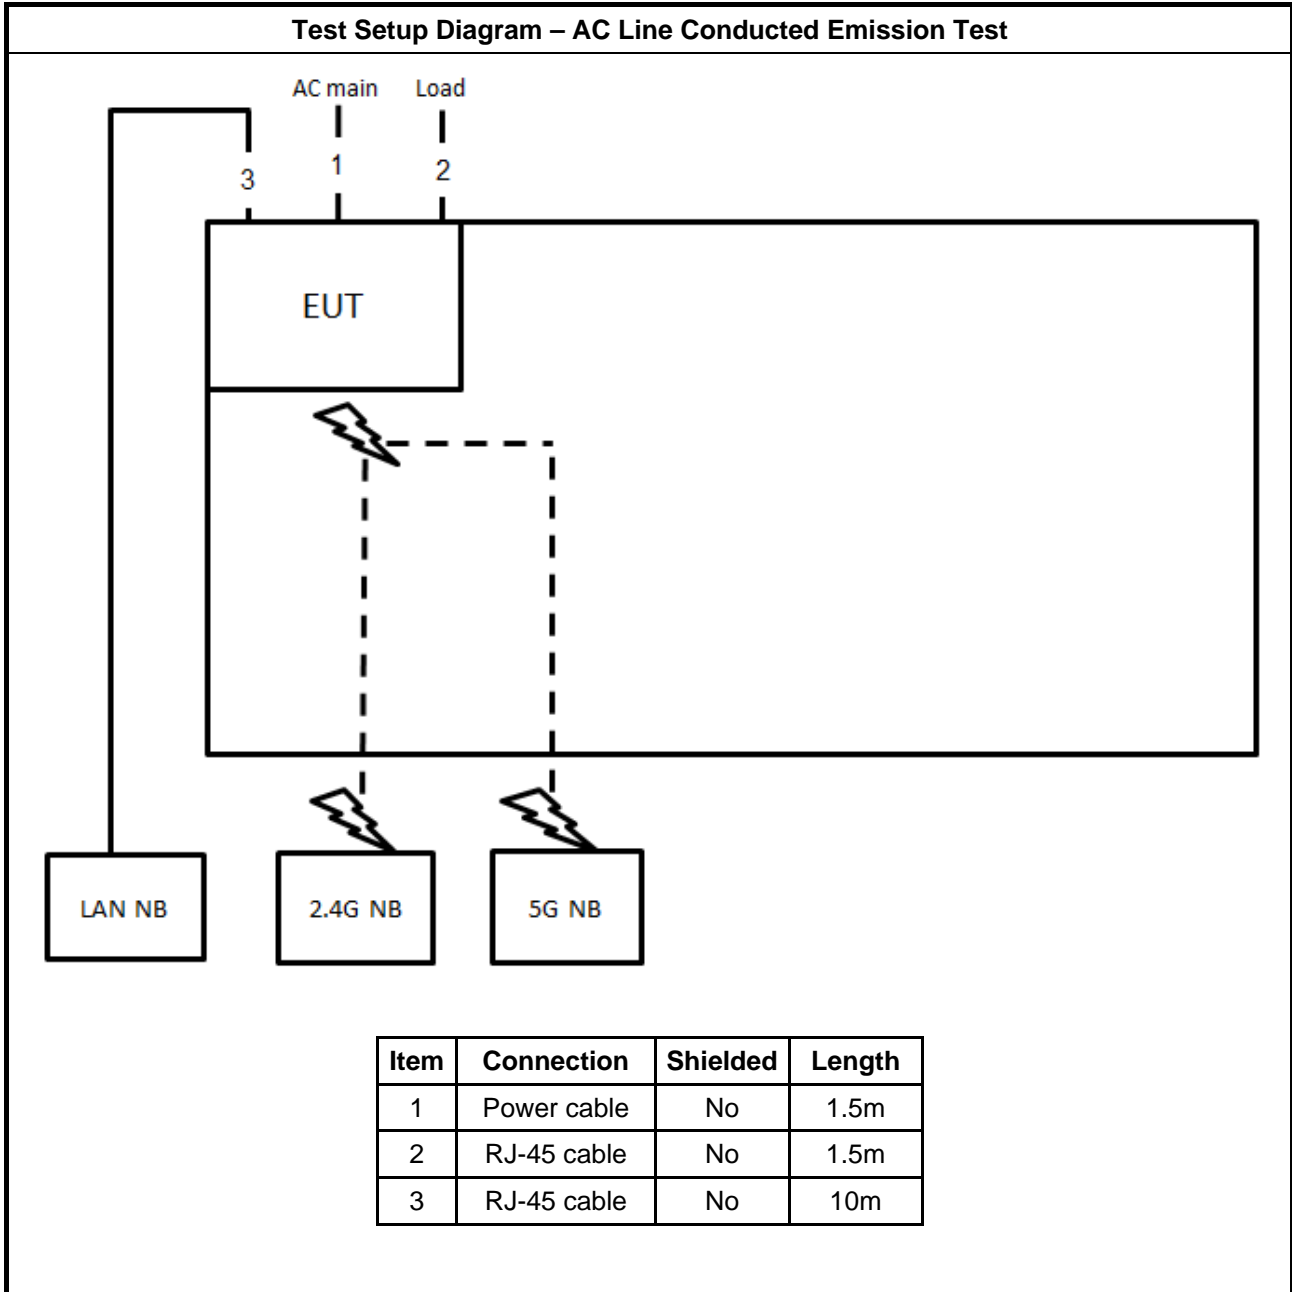 Test Setup Diagram – AC Line Conducted Emission Test
AC main Load
3 1 2
EUT
LAN NB 2.4G NB 5G NB
Item Connection Shielded Length
1 Power cable No 1.5m
2 RJ-45 cable No 1.5m
3 RJ-45 cable No 10m